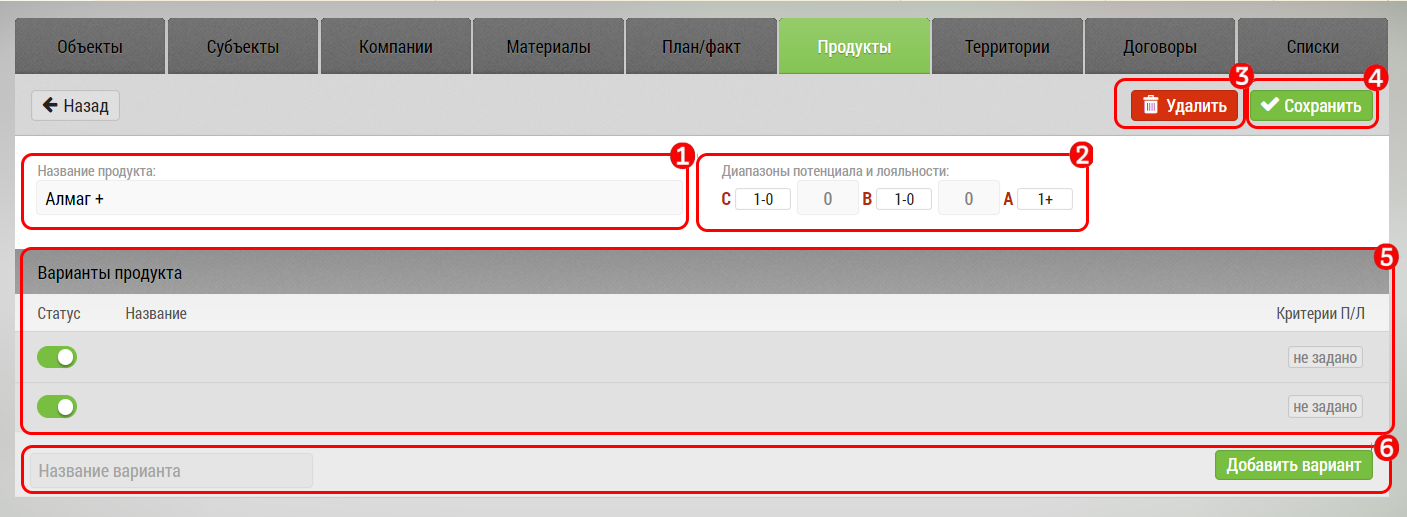 Объекты Субъекты Компании Материалы План/факт Продукты Территории Договоры Списки
Назад 3 Удалить 4 Сохранить
1 2
Название продукта: Диапазоны потенциала и лояльности:
Алмаг + C 1-0 0 B 1-0 0 A 1+
5
Варианты продукта
Статус Название Критерии П/Л
не задано
не задано
6
Название варианта Добавить вариант